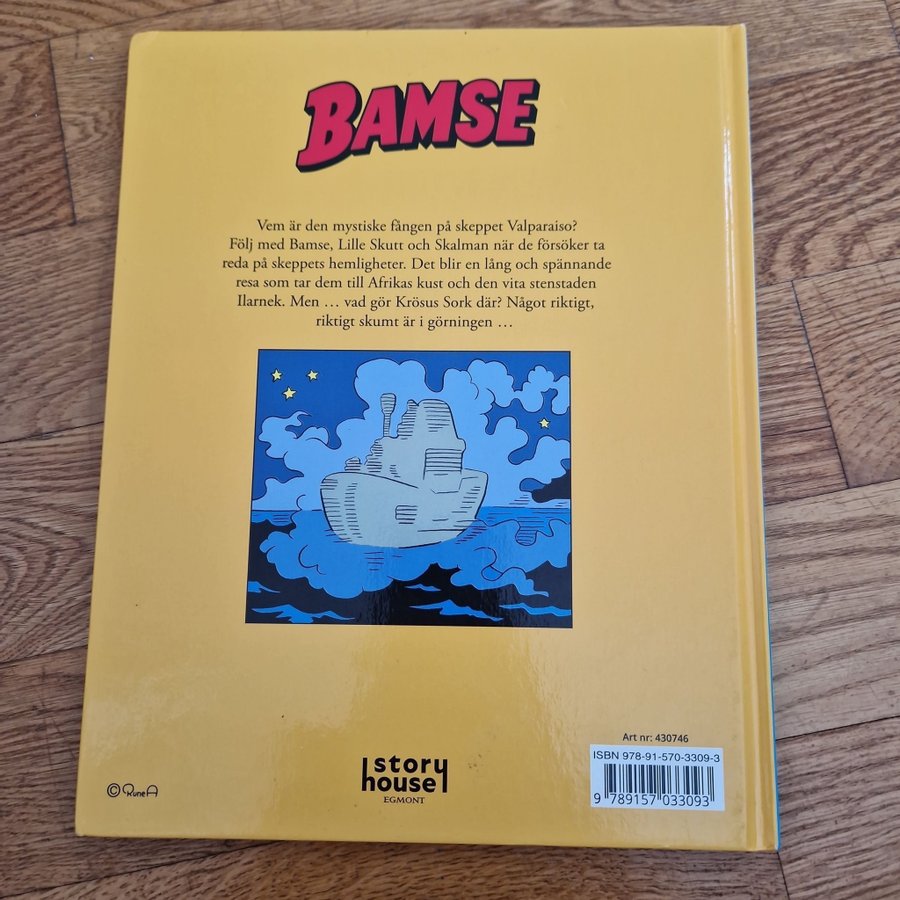 BAMSE
Vem är den mystiske fången på skeppet Valparaiso?
Följ med Bamse, Lille Skutt och Skalman när de försöker ta
reda på skeppets hemligheter. Det blir en lång och spännande
resa som tar dem till Afrikas kust och den vita stenstaden
Ilarnek. Men … vad gör Krösus Sork där? Något riktigt,
riktigt skumt är i görningen …
Art nr: 430746
ISBN 978-91-570-3309-3
9 789157 033093
story
house
EGMONT
© Rune A